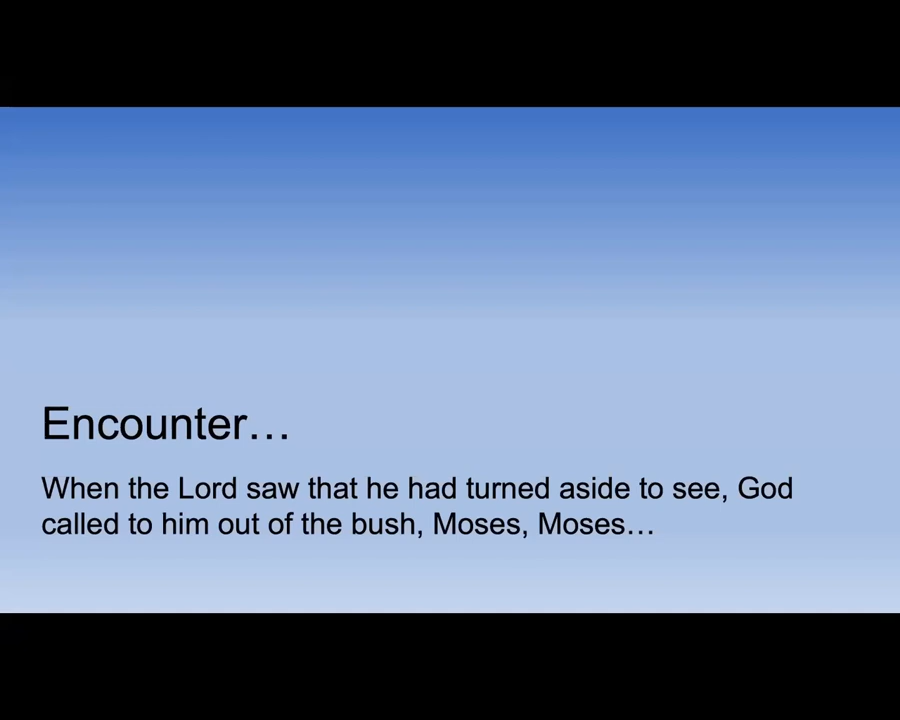 Encounter…
When the Lord saw that he had turned aside to see, God
called to him out of the bush, Moses, Moses…